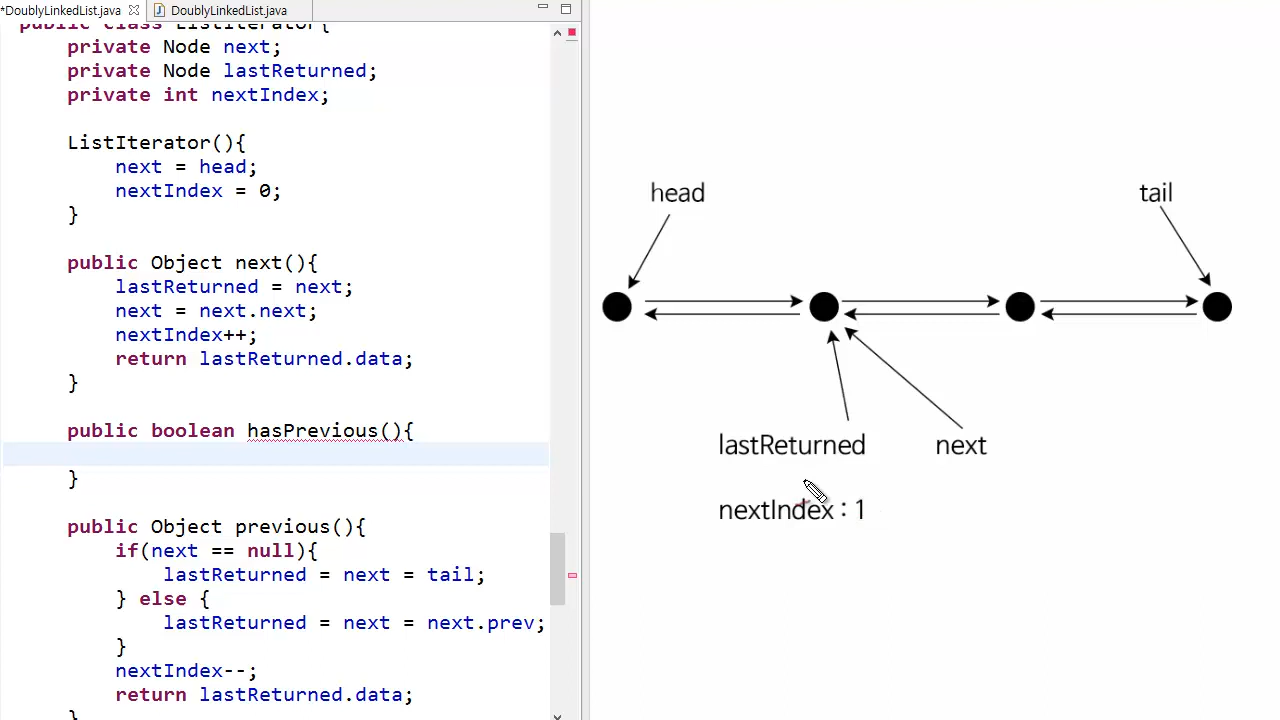 *DoublyLinkedList.java
DoublyLinkedList.java
public class ListIterator{
private Node next;
private Node lastReturned;
private int nextIndex;
ListIterator(){
next = head;
nextIndex = 0;
}
public Object next(){
lastReturned = next;
next = next.next;
nextIndex++;
return lastReturned.data;
}
public boolean hasPrevious(){
}
public Object previous(){
if(next == null){
lastReturned = next = tail;
} else {
lastReturned = next = next.prev;
}
nextIndex--;
return lastReturned.data;
}
head
tail
lastReturned
next
nextIndex : 1